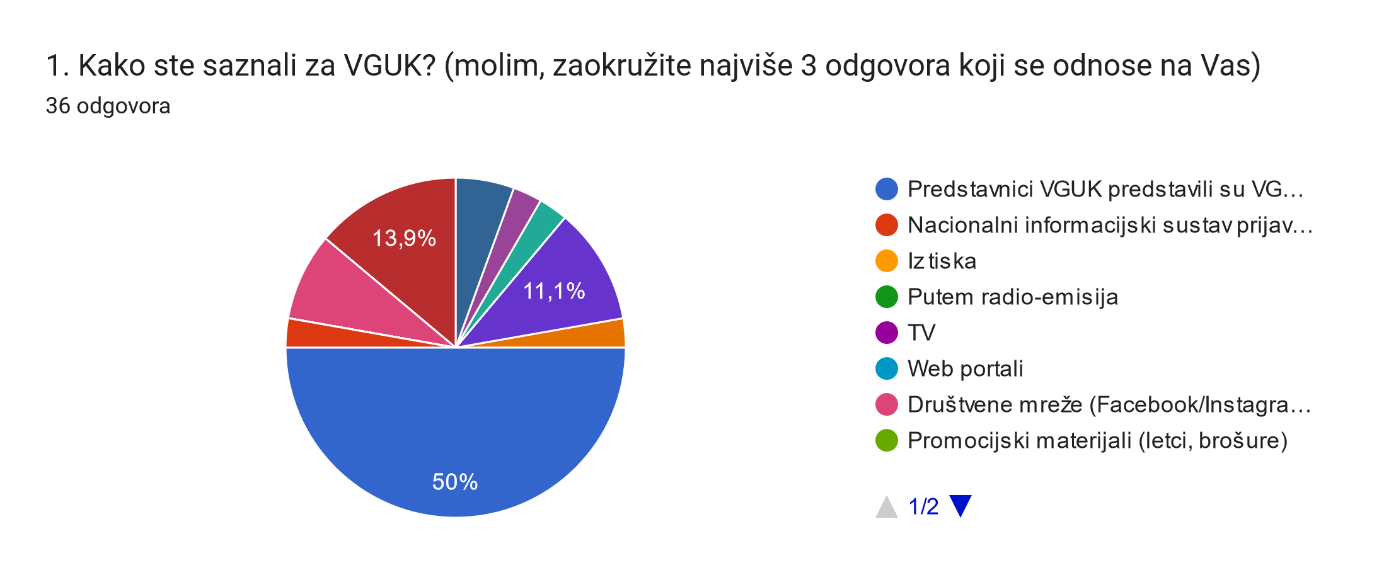 1. Kako ste saznali za VGUK? (molim, zaokružite najviše 3 odgovora koji se odnose na Vas)
36 odgovora
13,9%
11,1%
50%
Predstavnici VGUK predstavili su VG...
Nacionalni informacijski sustav prijav...
Iz tiska
Putem radio-emisija
TV
Web portali
Društvene mreže (Facebook/Instagra...
Promocijski materijali (letci, brošure)
1/2